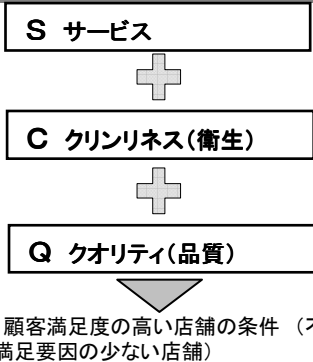 S サービス
C クリンリネス(衛生)
Q クオリティ(品質)
顧客満足度の高い店舗の条件 (不
満足要因の少ない店舗)